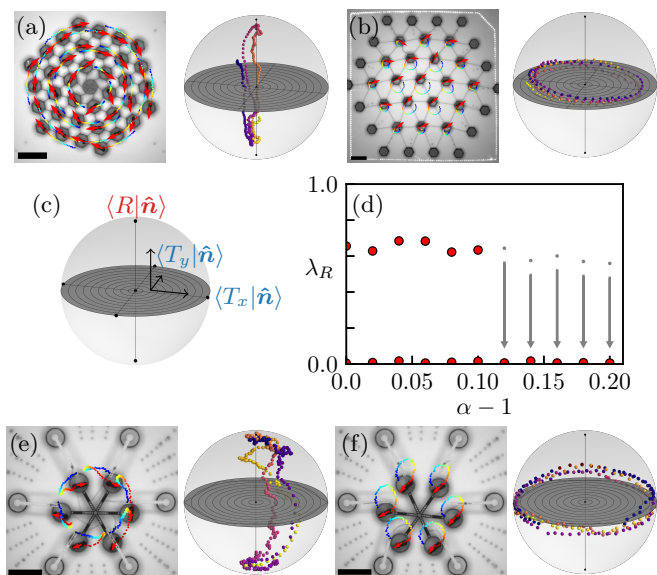 (a)
(b)
(c)
⟨R|n̂⟩
⟨T_y|n̂⟩
⟨T_x|n̂⟩
(d)
1.0
λ_R
0.0
0.0 0.05 0.10 0.15 0.20
α − 1
(e)
(f)